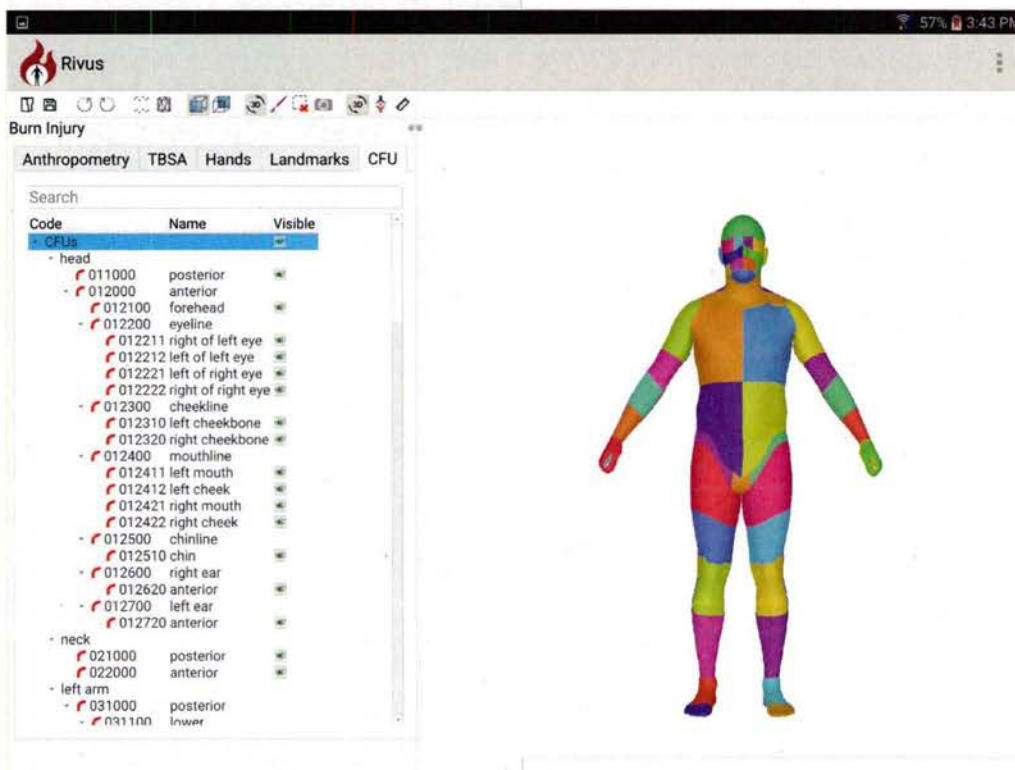 57% 3:43 PM
Rivus
Burn Injury
Anthropometry TBSA Hands Landmarks CFU
Search
Code Name Visible
- CFUs
- head
011000 posterior
- 012000 anterior
012100 forehead
- 012200 eyeline
012211 right of left eye
012212 left of left eye
012221 left of right eye
012222 right of right eye
- 012300 cheekline
012310 left cheekbone
012320 right cheekbone
- 012400 mouthline
012411 left mouth
012412 left cheek
012421 right mouth
012422 right cheek
- 012500 chinline
012510 chin
- 012600 right ear
012620 anterior
- 012700 left ear
012720 anterior
- neck
021000 posterior
022000 anterior
- left arm
- 031000 posterior
- 031100 lower